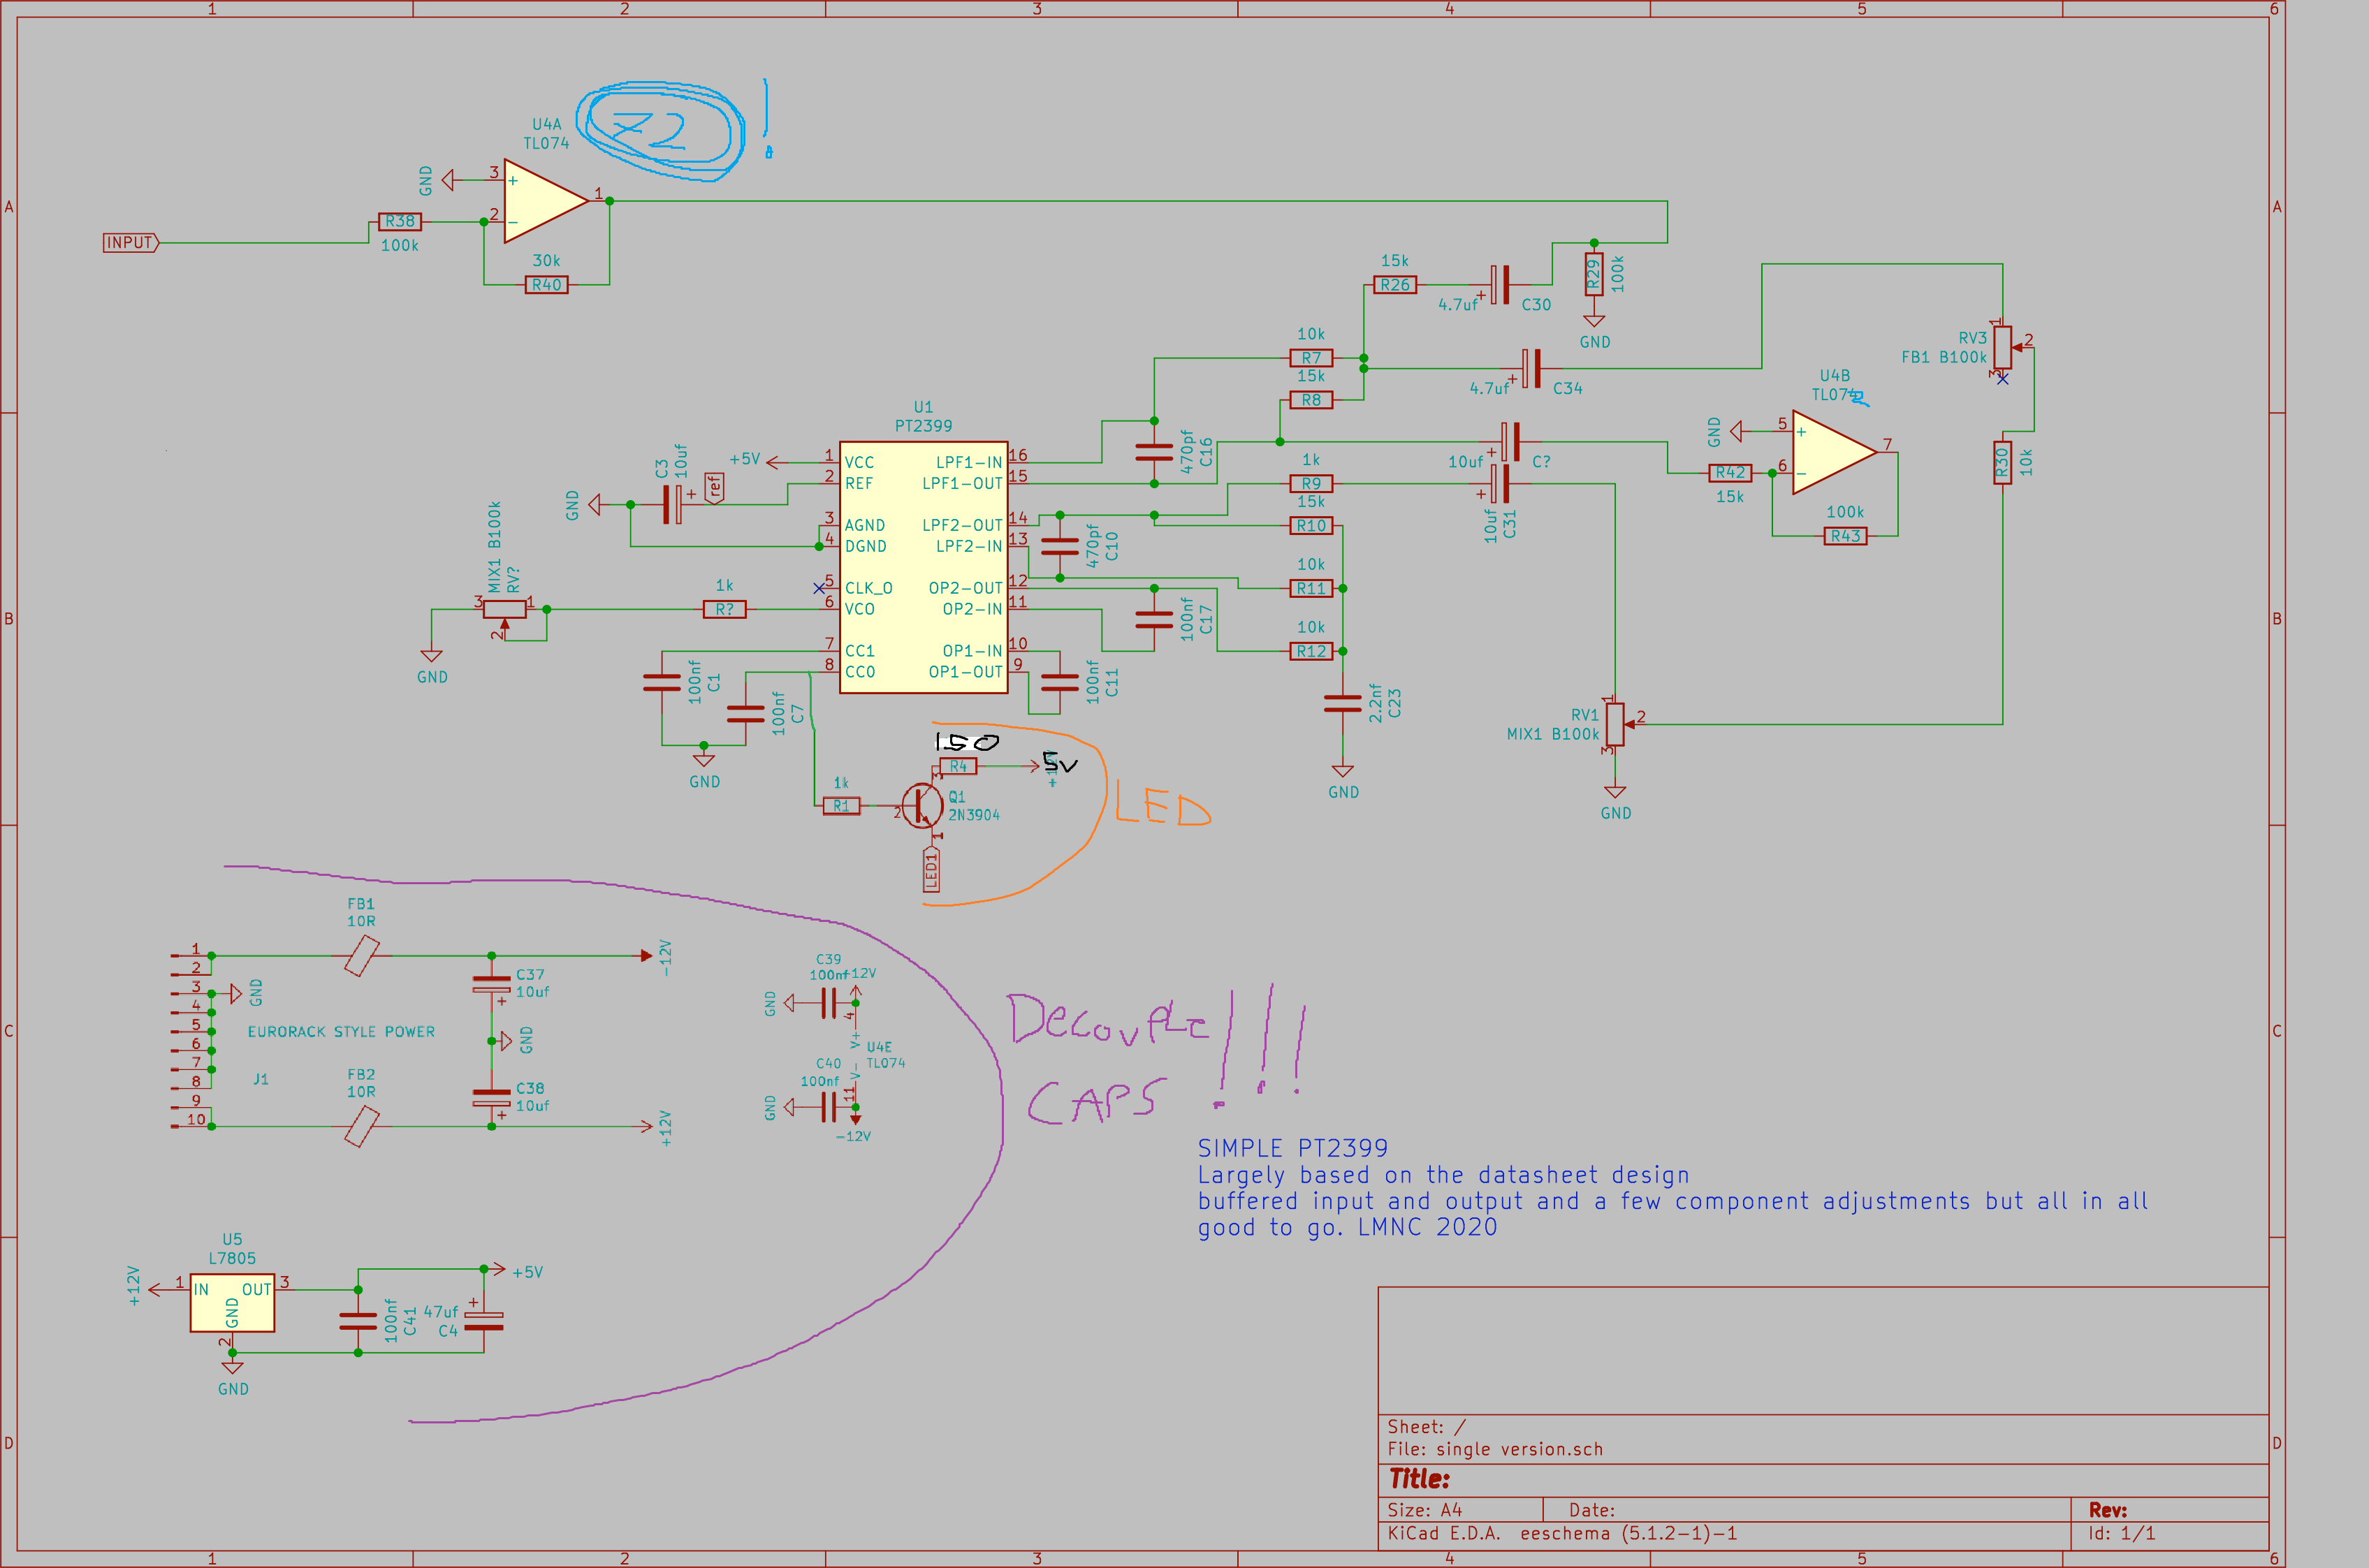 1 2 3 4 5 6
A A
B B
C C
D D
1 2 3 4 5 6
U4A
TL074
72 !
GND
3 + 1
2 −
INPUT
R38
100k
30k
R40
15k
R26
4.7uf + C30
R29
100k
GND
10k
R7
15k
R8
4.7uf + C34
RV3
FB1 B100k
1 2 3
R30
10k
U4B
TL074
GND
5 +
6 −
7
R42
15k
100k
R43
10uf + C?
1k
R9
15k
R10
10uf + C31
10k
R11
10k
R12
2.2nf
C23
GND
RV1
MIX1 B100k
1 2 3
GND
U1
PT2399
+5V
1 VCC LPF1-IN 16
2 REF LPF1-OUT 15
3 AGND LPF2-OUT 14
4 DGND LPF2-IN 13
5 CLK_O OP2-OUT 12
6 VCO OP2-IN 11
7 CC1 OP1-IN 10
8 CC0 OP1-OUT 9
C3
10uf
+
ref
GND
MIX1 B100k
RV?
3 1
2
GND
1k
R?
100nf
C1
100nf
C7
GND
470pf
C16
470pf
C10
100nf
C17
100nf
C11
150
R4
5V
1k
R1
3
2
1
Q1
2N3904
LED1
LED
FB1
10R
-12V
1
2
3
4
5
6
7
8
9
10
GND
EURORACK STYLE POWER
J1
C37
10uf
+
GND
FB2
10R
C38
10uf
+
+12V
C39
100nf
+12V
GND
4
V+
U4E
TL074
C40
100nf
V-
11
GND
-12V
Decouple !!!
CAPS
SIMPLE PT2399
Largely based on the datasheet design
buffered input and output and a few component adjustments but all in all
good to go. LMNC 2020
U5
L7805
+12V
1 IN OUT 3
GND
2
GND
+5V
100nf
C41
47uf
C4
+
Sheet: /
File: single version.sch
Title:
Size: A4 Date: Rev:
KiCad E.D.A. eeschema (5.1.2-1)-1 Id: 1/1